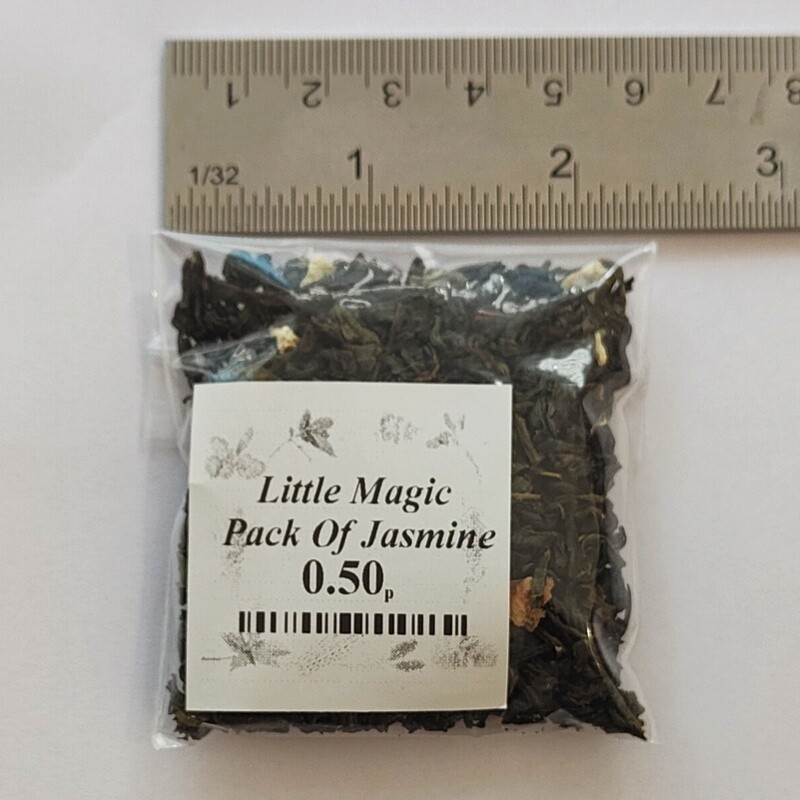 1 2 3 4 5 6 7 8
1/32 1 2 3
Little Magic
Pack Of Jasmine
0.50p